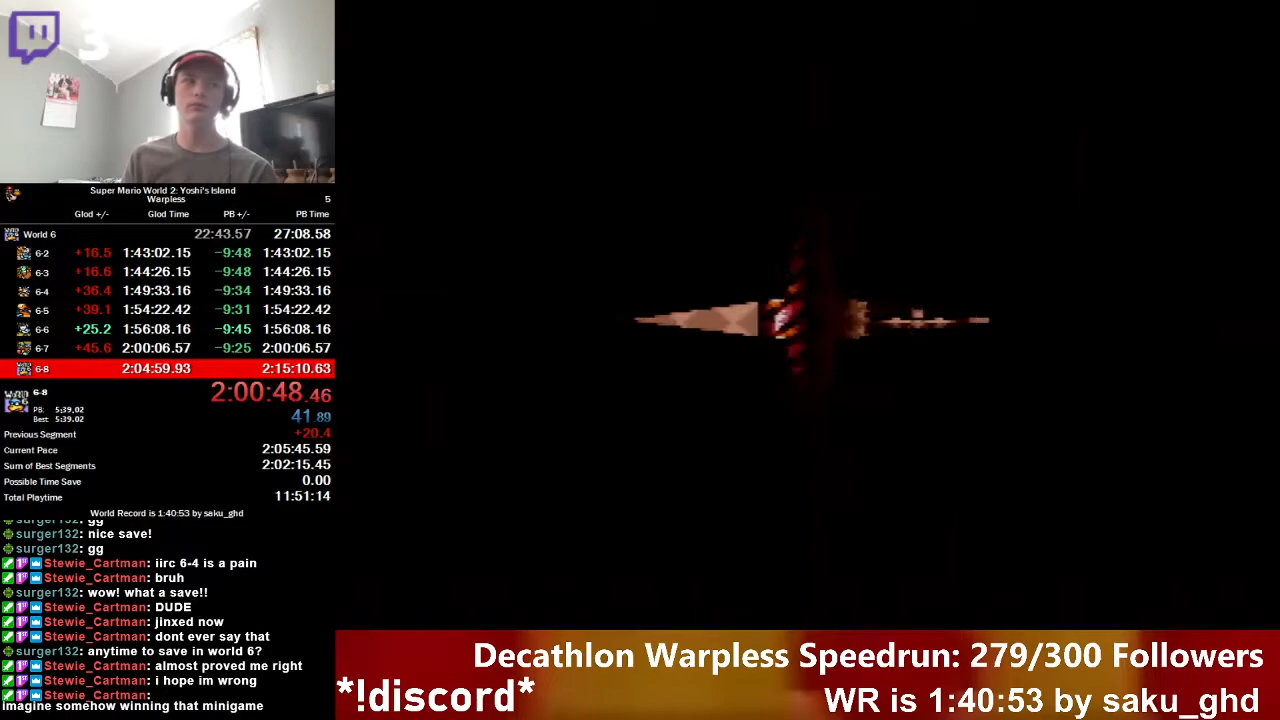 3
Super Mario World 2: Yoshi's Island
Warpless 5
Glod +/- Glod Time PB +/- PB Time
World 6 22:43.57 27:08.58
6-2 +16.5 1:43:02.15 −9:48 1:43:02.15
6-3 +16.6 1:44:26.15 −9:48 1:44:26.15
6-4 +36.4 1:49:33.16 −9:34 1:49:33.16
6-5 +39.1 1:54:22.42 −9:31 1:54:22.42
6-6 +25.2 1:56:08.16 −9:45 1:56:08.16
6-7 +45.6 2:00:06.57 −9:25 2:00:06.57
6-8 2:04:59.93 2:15:10.63
WORLD 6 6-8 2:00:48.46
PB: 5:39.02 41.89
Best: 5:39.02
Previous Segment +20.4
Current Pace 2:05:45.59
Sum of Best Segments 2:02:15.45
Possible Time Save 0.00
Total Playtime 11:51:14
World Record is 1:40:53 by saku_ghd
surger132: gg
surger132: nice save!
surger132: gg
Stewie_Cartman: iirc 6-4 is a pain
Stewie_Cartman: bruh
surger132: wow! what a save!!
Stewie_Cartman: DUDE
Stewie_Cartman: jinxed now
Stewie_Cartman: dont ever say that
surger132: anytime to save in world 6?
Stewie_Cartman: almost proved me right
Stewie_Cartman: i hope im wrong
Stewie_Cartman:
imagine somehow winning that minigame
Decathlon Warpless Speedrun: 279/300 Followers
*!discord* WR is 1:40:53 by saku_ghd